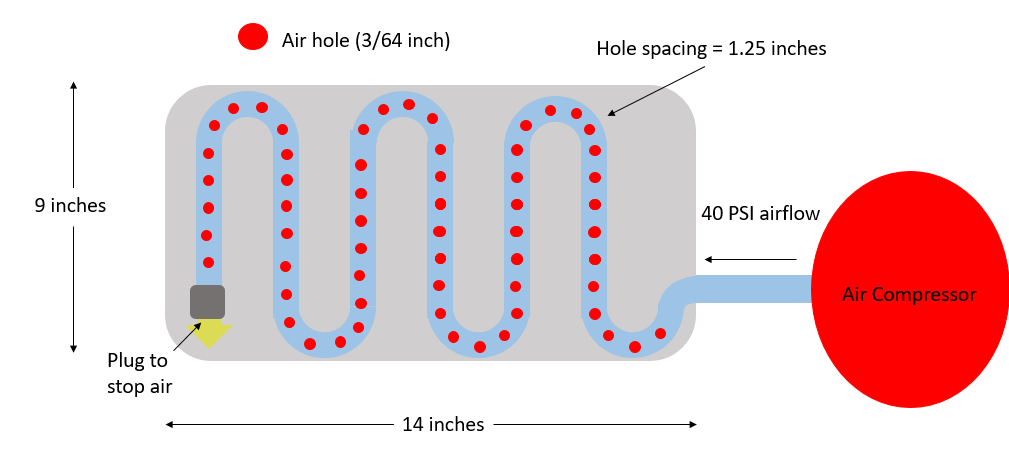 Air hole (3/64 inch)
Hole spacing = 1.25 inches
9 inches
40 PSI airflow
Air Compressor
Plug to
stop air
14 inches